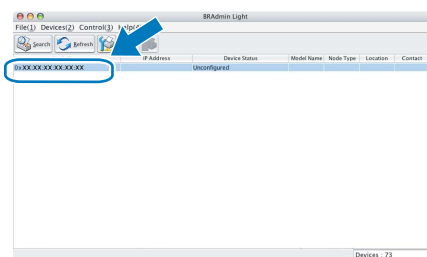 BRAdmin Light
File(1) Devices(2) Control(3)
Search Refresh
IP Address Device Status Model Name Node Type Location Contact
0x XX:XX:XX:XX:XX:XX Unconfigured
Devices : 73